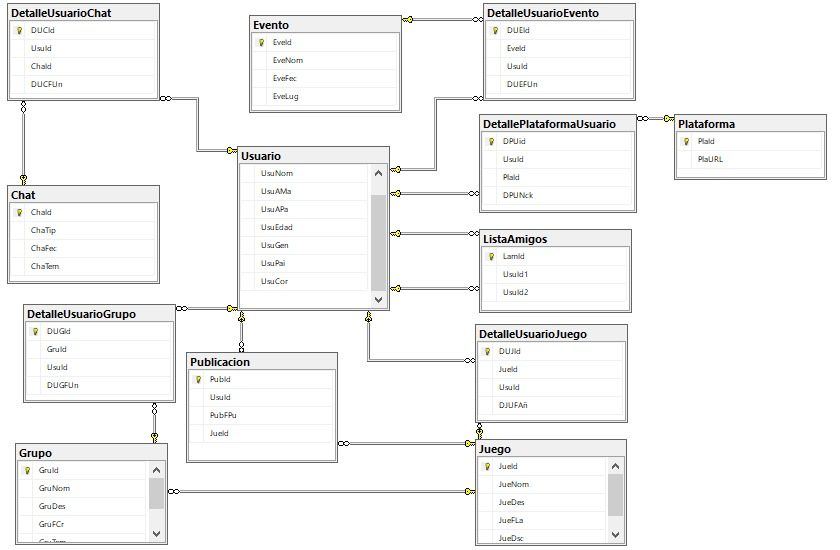 DetalleUsuarioChat
DUCId
UsuId
ChaId
DUCFUn
Evento
EveId
EveNom
EveFec
EveLug
DetalleUsuarioEvento
DUEId
EveId
UsuId
DUEFUn
DetallePlataformaUsuario
DPUid
UsuId
PlaId
DPUNck
Plataforma
PlaId
PlaURL
Usuario
UsuNom
UsuAMa
UsuAPa
UsuEdad
UsuGen
UsuPai
UsuCor
Chat
ChaId
ChaTip
ChaFec
ChaTem
ListaAmigos
LamId
UsuId1
UsuId2
DetalleUsuarioGrupo
DUGId
GruId
UsuId
DUGFUn
Publicacion
PubId
UsuId
PubFPu
JueId
DetalleUsuarioJuego
DUJId
JueId
UsuId
DJUFAñ
Grupo
GruId
GruNom
GruDes
GruFCr
GruTem
Juego
JueId
JueNom
JueDes
JueFLa
JueDsc